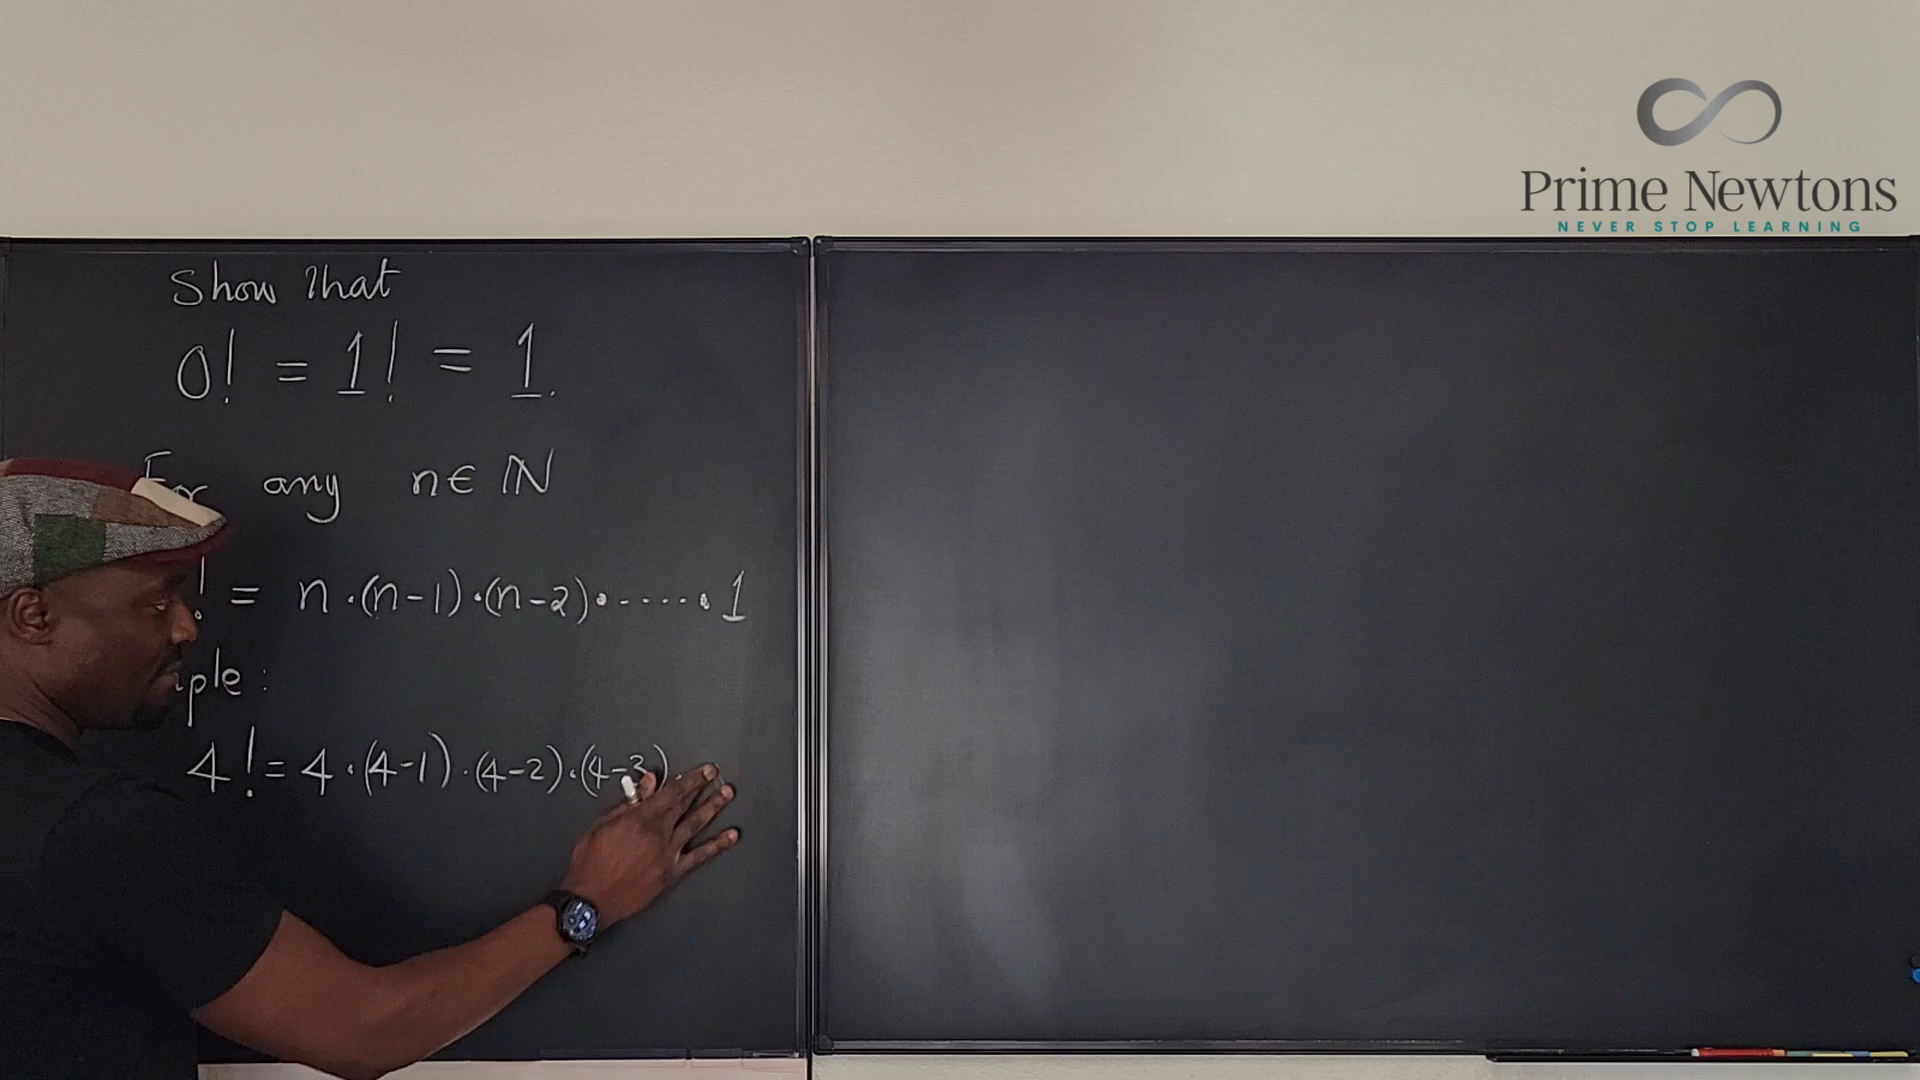 Prime Newtons
NEVER STOP LEARNING
Show That
0! = 1! = 1.
For any n∈ ℕ
! = n·(n-1)·(n-2)·-----·1
ple:
4! = 4·(4-1)·(4-2)·(4-3)·